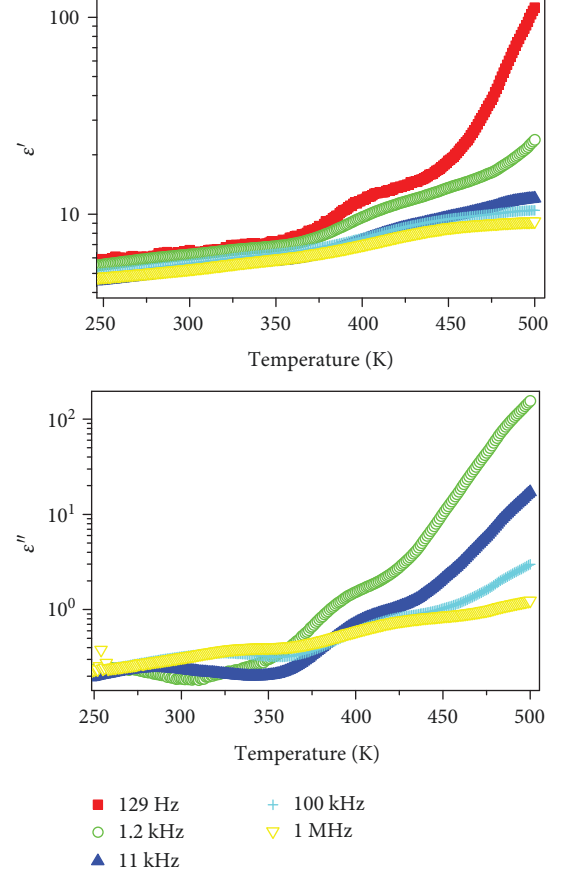 100
10
ε′
250 300 350 400 450 500
Temperature (K)
10²
10¹
10⁰
ε″
250 300 350 400 450 500
Temperature (K)
129 Hz 100 kHz
1.2 kHz 1 MHz
11 kHz